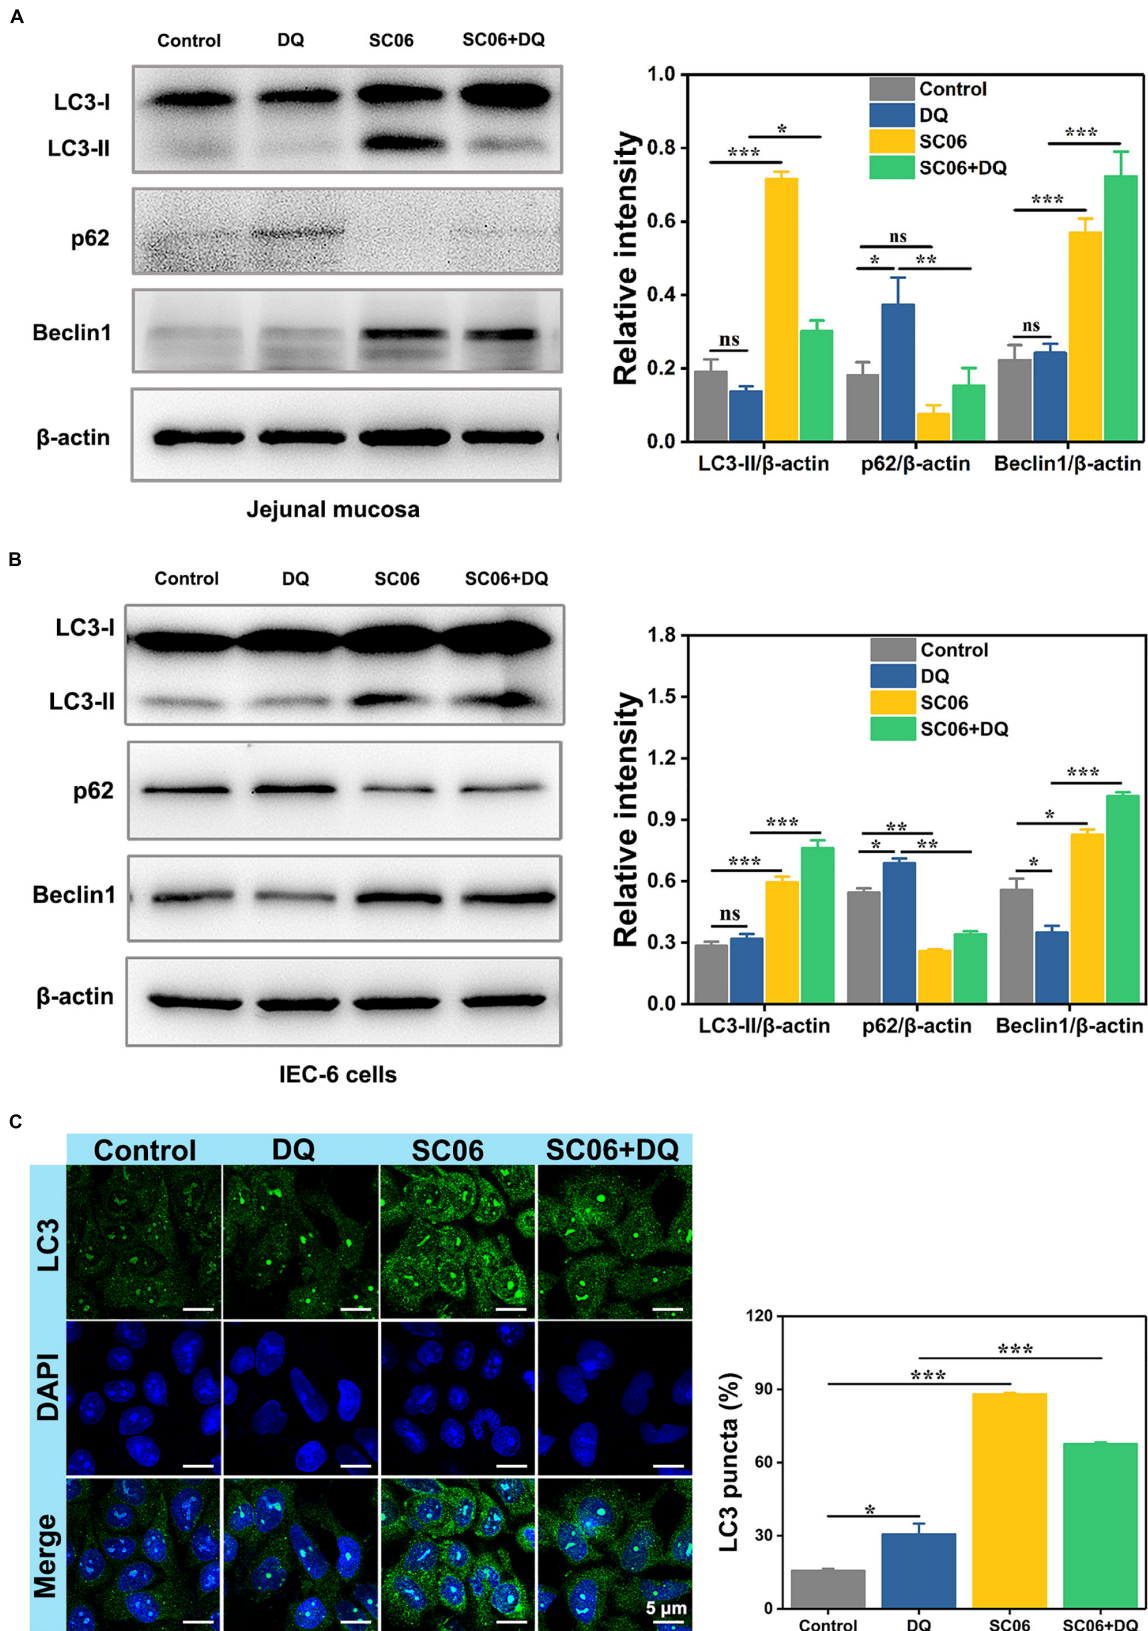 A
Control DQ SC06 SC06+DQ
LC3-I
LC3-II
p62
Beclin1
β-actin
Jejunal mucosa
Relative intensity
1.0
0.8
0.6
0.4
0.2
0.0
Control
DQ
SC06
SC06+DQ
*
***
***
***
ns
*
**
ns
ns
LC3-II/β-actin p62/β-actin Beclin1/β-actin
B
Control DQ SC06 SC06+DQ
LC3-I
LC3-II
p62
Beclin1
β-actin
IEC-6 cells
Relative intensity
1.8
1.5
1.2
0.9
0.6
0.3
0.0
Control
DQ
SC06
SC06+DQ
***
***
ns
**
*
**
***
*
*
LC3-II/β-actin p62/β-actin Beclin1/β-actin
C
Control DQ SC06 SC06+DQ
LC3
DAPI
Merge
5 µm
LC3 puncta (%)
120
90
60
30
0
***
***
*
Control DQ SC06 SC06+DQ